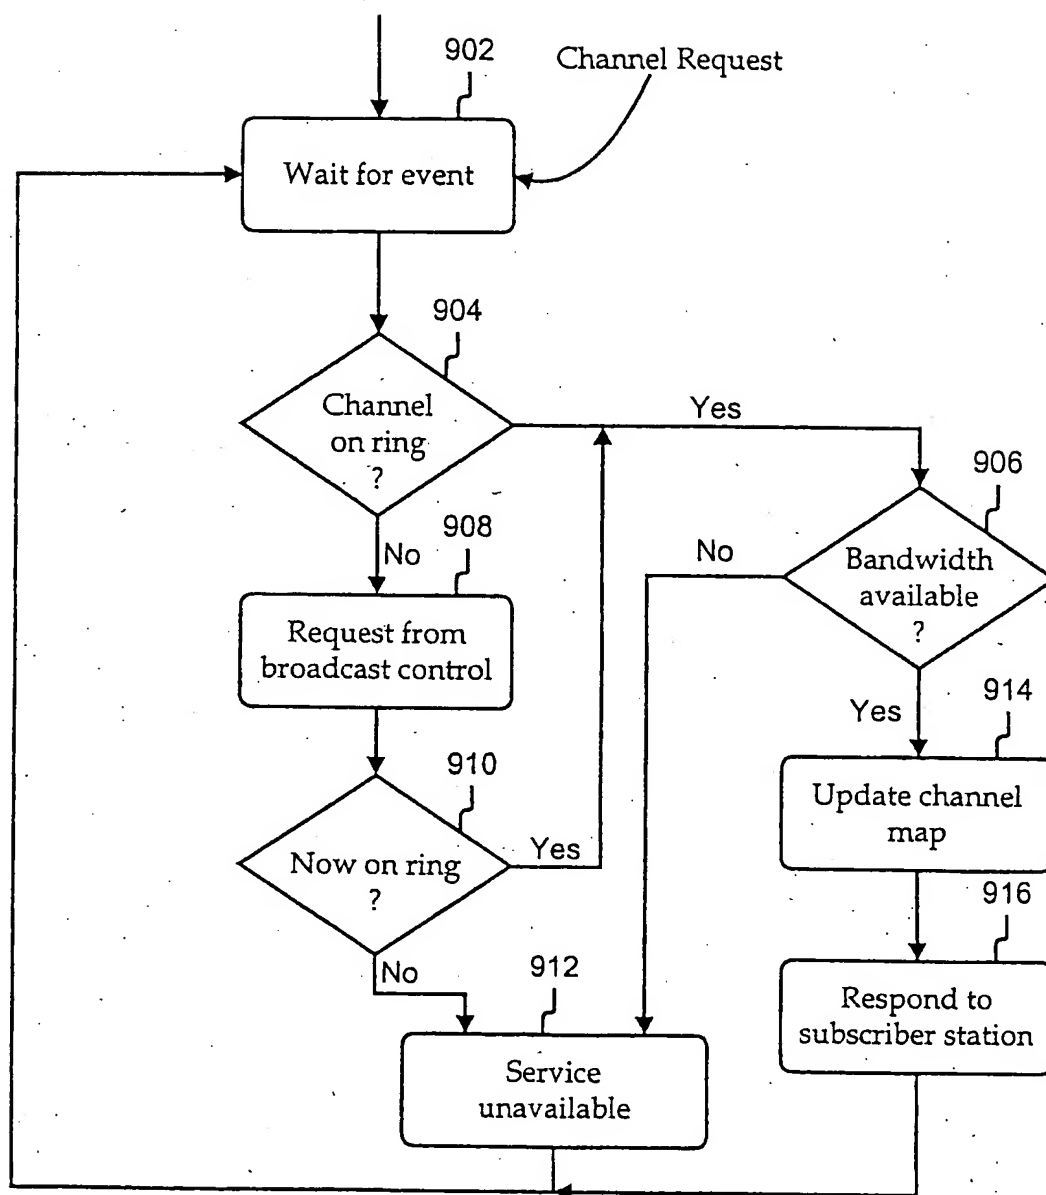 902
Channel Request
Wait for event
904
Channel
on ring
?
Yes
906
No
908
No
Bandwidth
available
?
Request from
broadcast control
914
Yes
910
Update channel
map
Now on ring
?
Yes
916
No
912
Respond to
subscriber station
Service
unavailable